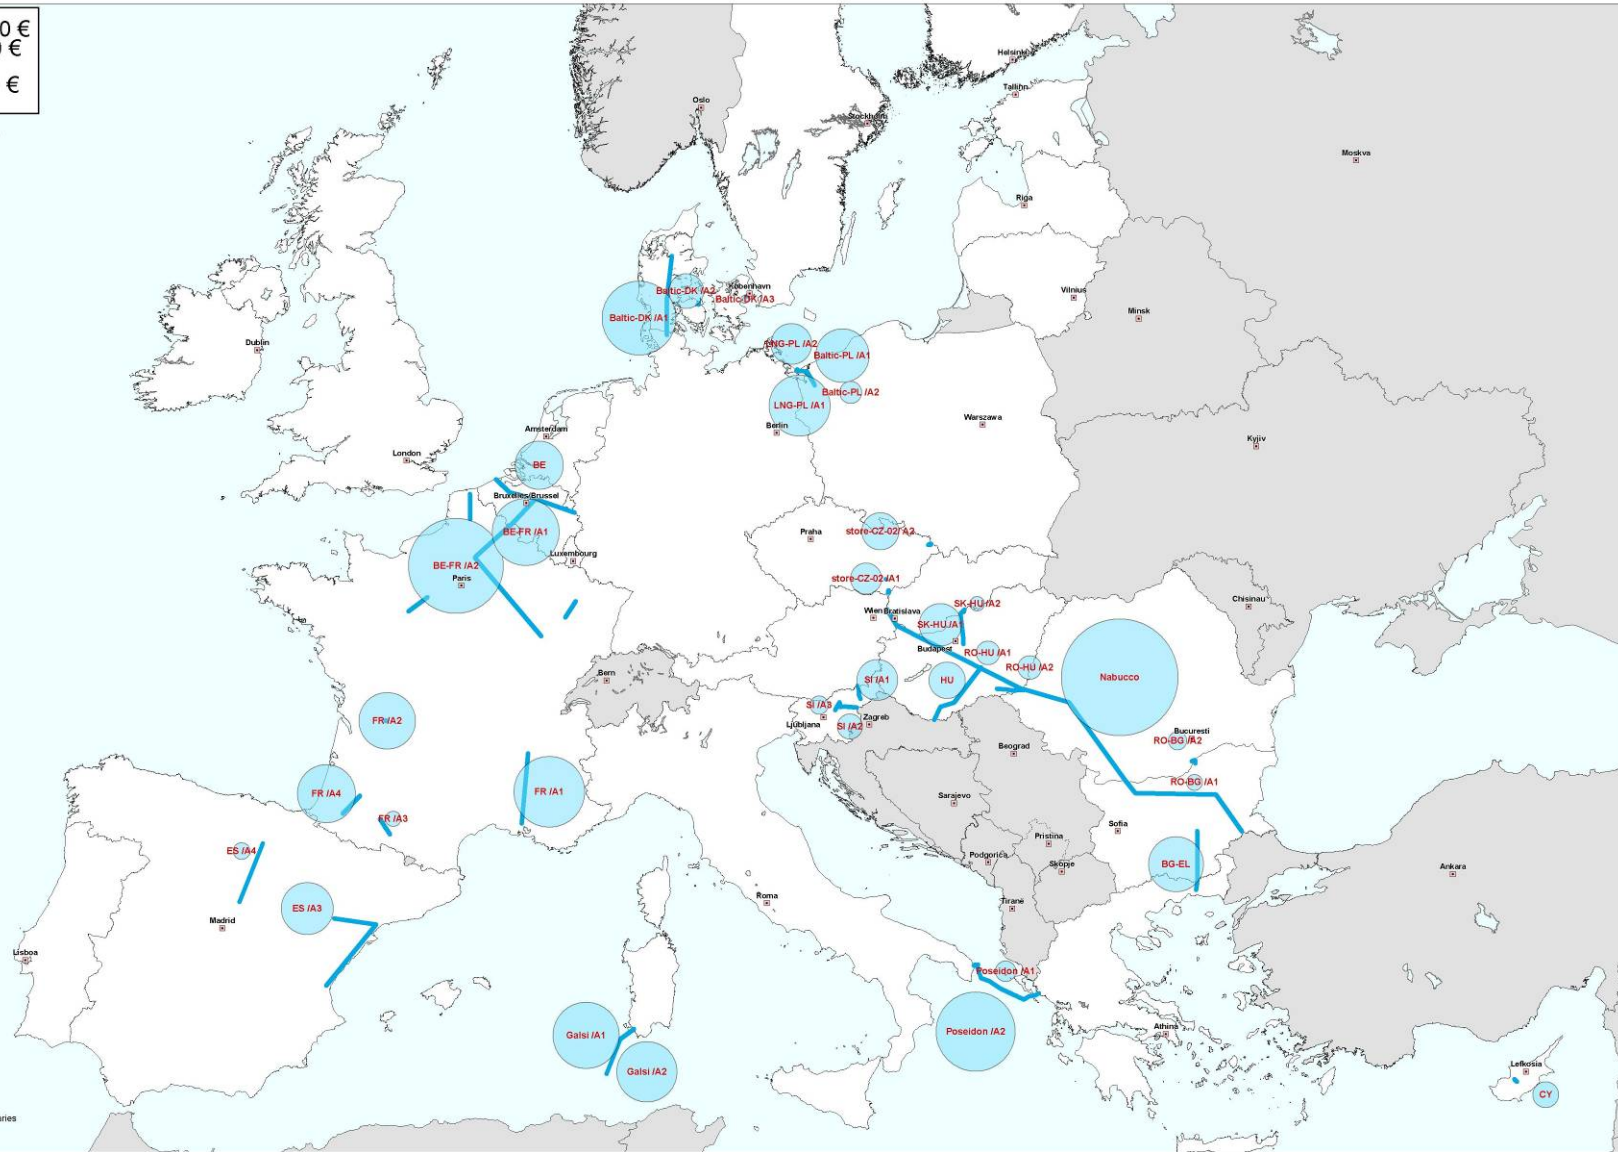 0 €
€
€
Helsinki
Tallinn
Oslo
Stockholm
Moskva
Riga
København
Baltic-DK /A2
Baltic-DK /A3
Baltic-DK /A1
Vilnius
Minsk
Dublin
LNG-PL /A2
Baltic-PL /A1
Baltic-PL /A2
LNG-PL /A1
Warszawa
Berlin
Amsterdam
Kyjiv
London
BE
Bruxelles/Brussel
BE-FR /A1
store-CZ-02/ A2
Praha
Luxembourg
BE-FR /A2
Paris
store-CZ-02 /A1
SK-HU /A2
Chisinau
Wien
Bratislava
SK-HU /A1
Budapest
RO-HU /A1
RO-HU /A2
Bern
SI /A1
HU
Nabucco
SI /A3
Ljubljana
Zagreb
SI /A2
FR /A2
Bucuresti
RO-BG /A2
Beograd
RO-BG /A1
FR /A4
FR /A1
Sarajevo
FR /A3
Sofia
Pristina
ES /A4
Podgorica
Skopje
BG-EL
Ankara
Roma
Tiranë
ES /A3
Madrid
Lisboa
Poseidon /A1
Galsi /A1
Poseidon /A2
Athina
Galsi /A2
Lefkosia
CY
ries